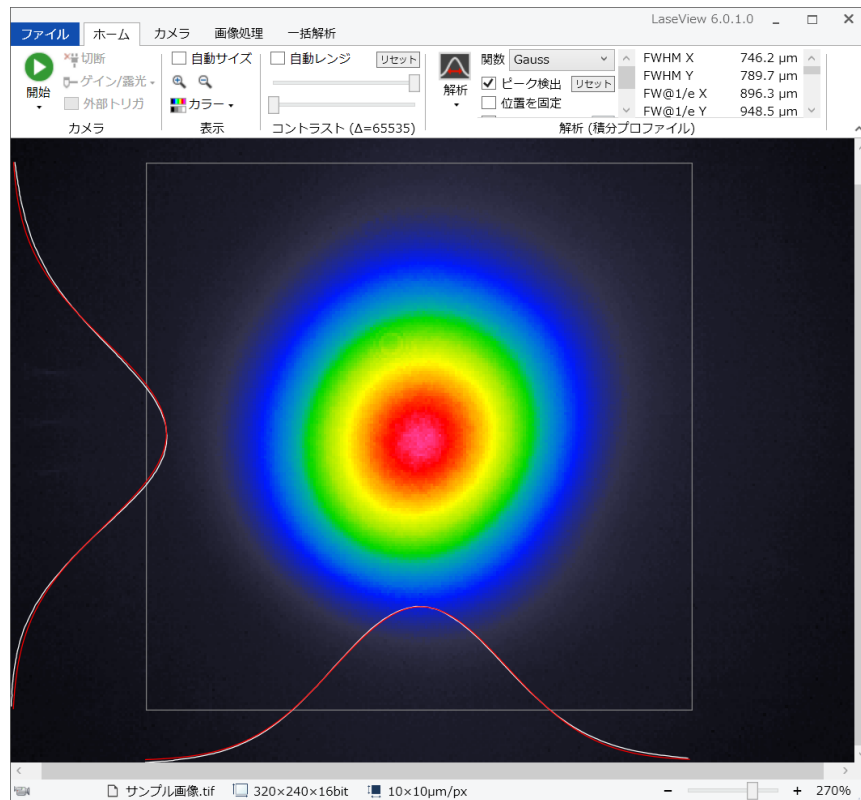 LaseView 6.0.1.0
ファイル ホーム カメラ 画像処理 一括解析
開始
切断
ゲイン/露光
外部トリガ
カメラ
自動サイズ
カラー
表示
自動レンジ リセット
コントラスト (Δ=65535)
解析
関数 Gauss
ピーク検出 リセット
位置を固定
FWHM X 746.2 µm
FWHM Y 789.7 µm
FW@1/e X 896.3 µm
FW@1/e Y 948.5 µm
解析 (積分プロファイル)
サンプル画像.tif 320×240×16bit 10×10µm/px 270%